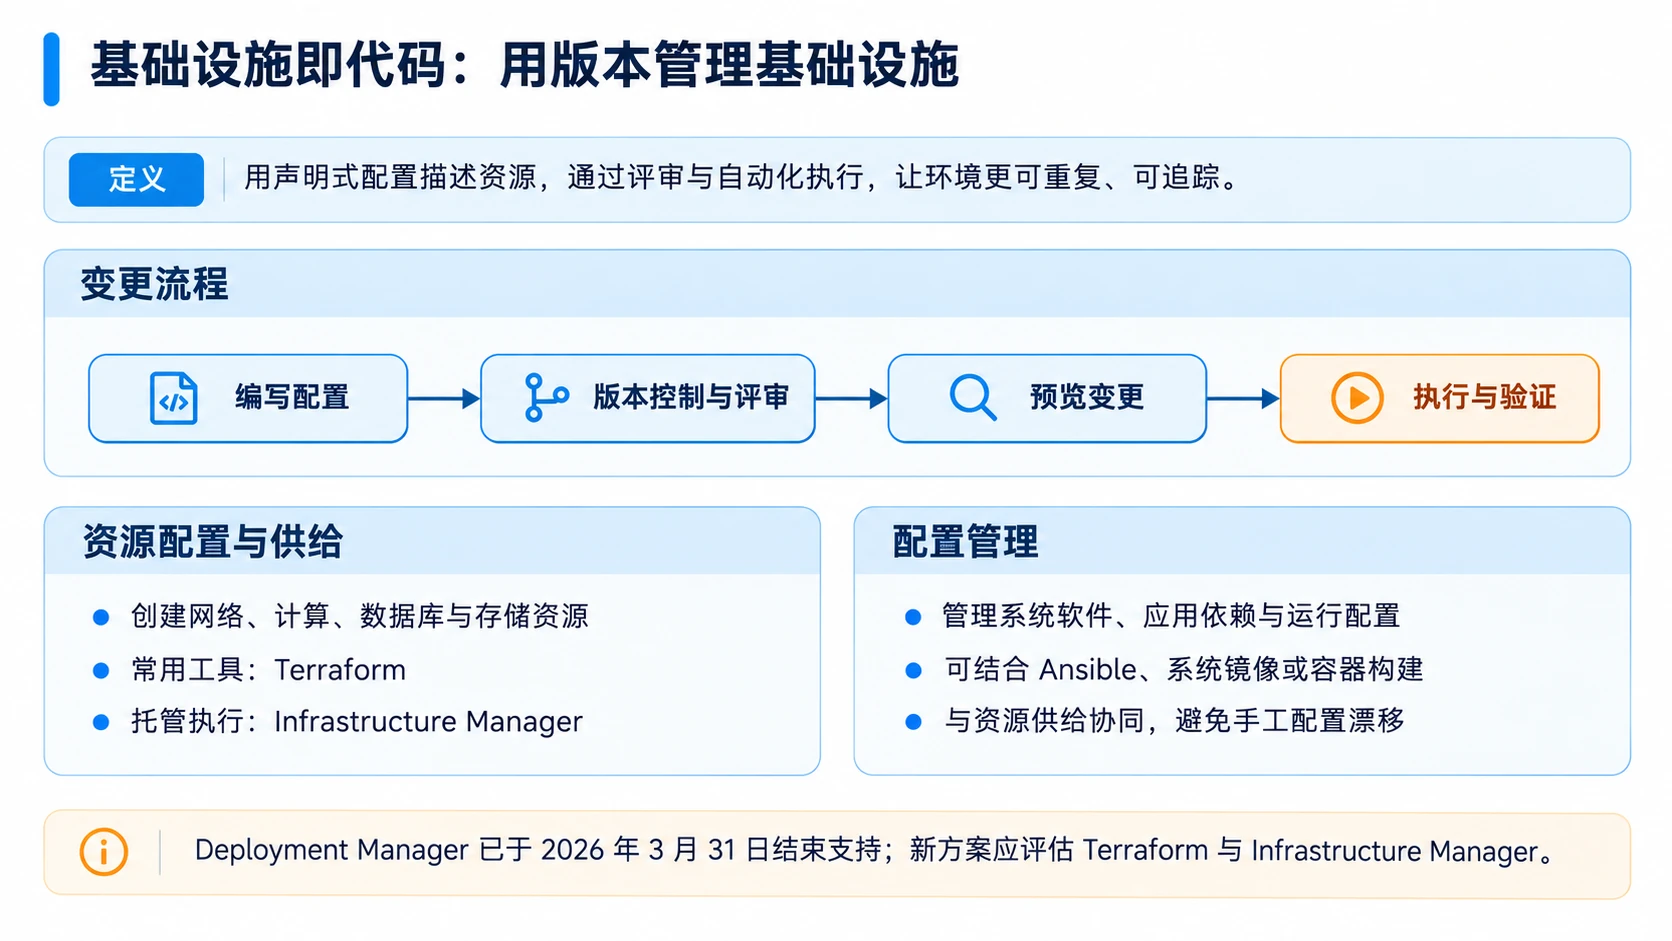 基础设施即代码：用版本管理基础设施
定义
用声明式配置描述资源，通过评审与自动化执行，让环境更可重复、可追踪。
变更流程
编写配置
版本控制与评审
预览变更
执行与验证
资源配置与供给
创建网络、计算、数据库与存储资源
常用工具：Terraform
托管执行：Infrastructure Manager
配置管理
管理系统软件、应用依赖与运行配置
可结合 Ansible、系统镜像或容器构建
与资源供给协同，避免手工配置漂移
Deployment Manager 已于 2026 年 3 月 31 日结束支持；新方案应评估 Terraform 与 Infrastructure Manager。